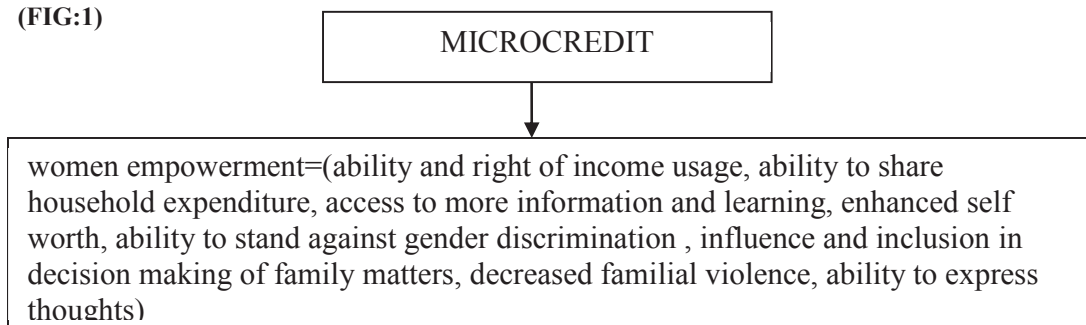 (FIG:1)
MICROCREDIT
women empowerment=(ability and right of income usage, ability to share
household expenditure, access to more information and learning, enhanced self
worth, ability to stand against gender discrimination , influence and inclusion in
decision making of family matters, decreased familial violence, ability to express
thoughts)